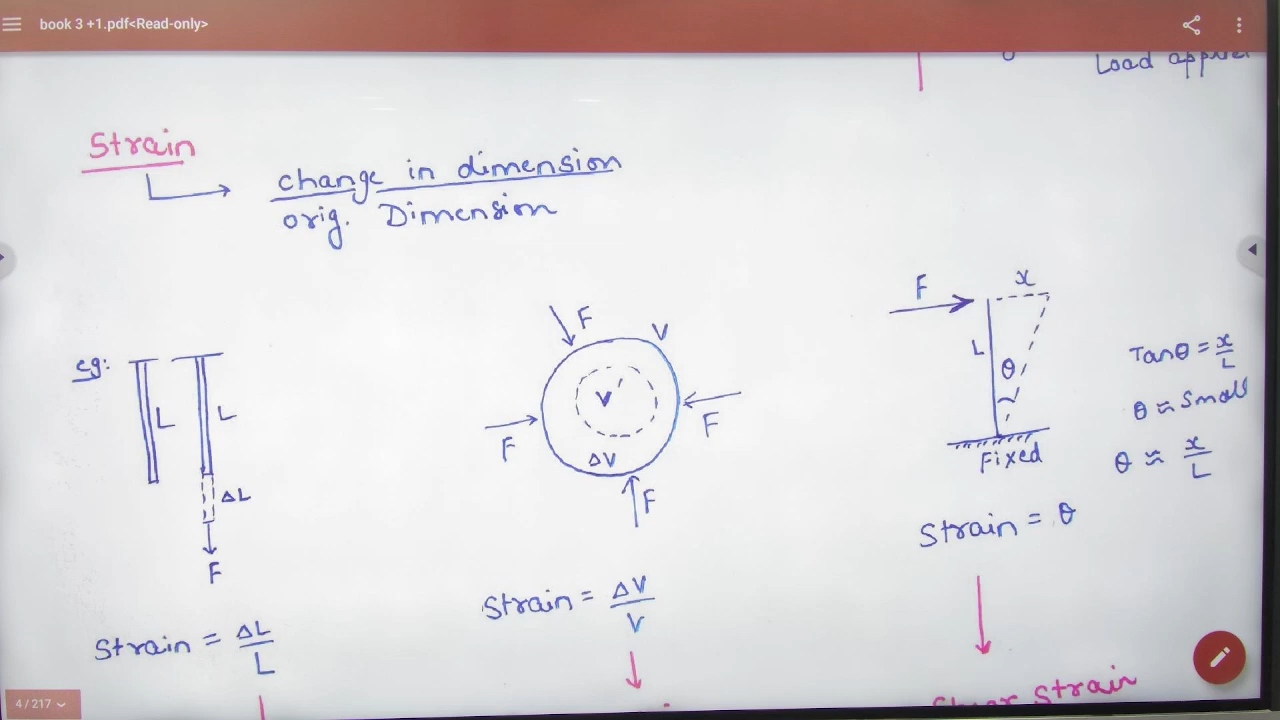 book 3 +1.pdf<Read-only>
Load
Strain
change in dimension
orig. Dimension
eg:
L
L
ΔL
F
Strain = ΔL/L
F
V
V'
F
F
ΔV
F
Strain = ΔV/V
F
x
L
θ
Fixed
Tanθ = x/L
θ ≈ small
θ ≈ x/L
Strain = θ
Shear Strain
4 / 217